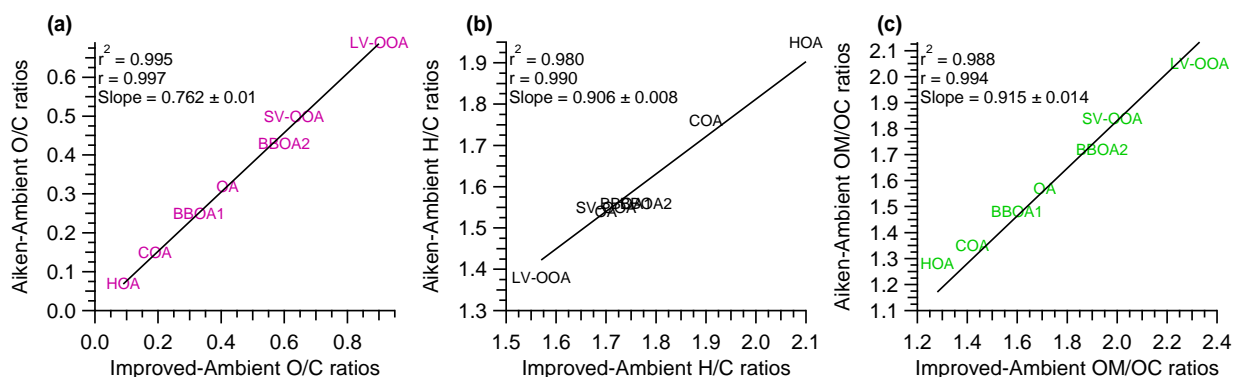 (a)
r2 = 0.995
r = 0.997
Slope = 0.762 ± 0.01
LV-OOA
SV-OOA
BBOA2
OA
BBOA1
COA
HOA
0.6
0.5
0.4
0.3
0.2
0.1
0.0
0.0 0.2 0.4 0.6 0.8
Aiken-Ambient O/C ratios
Improved-Ambient O/C ratios
(b)
r2 = 0.980
r = 0.990
Slope = 0.906 ± 0.008
HOA
COA
SV-OOA
BBOA2
OA
LV-OOA
1.9
1.8
1.7
1.6
1.5
1.4
1.3
1.5 1.6 1.7 1.8 1.9 2.0 2.1
Aiken-Ambient H/C ratios
Improved-Ambient H/C ratios
(c)
r2 = 0.988
r = 0.994
Slope = 0.915 ± 0.014
LV-OOA
SV-OOA
BBOA2
OA
BBOA1
COA
HOA
2.1
2.0
1.9
1.8
1.7
1.6
1.5
1.4
1.3
1.2
1.1
1.2 1.4 1.6 1.8 2.0 2.2 2.4
Aiken-Ambient OM/OC ratios
Improved-Ambient OM/OC ratios